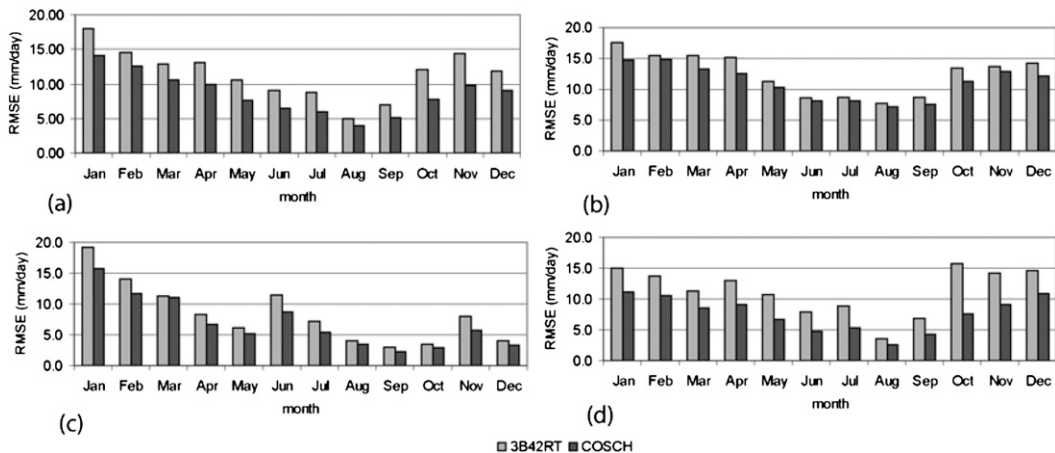 20.00
15.00
10.00
5.00
0.00
RMSE (mm/day)
Jan Feb Mar Apr May Jun Jul Aug Sep Oct Nov Dec
month
(a)
20.0
15.0
10.0
5.0
0.0
RMSE (mm/day)
Jan Feb Mar Apr May Jun Jul Aug Sep Oct Nov Dec
month
(b)
20.0
15.0
10.0
5.0
0.0
RMSE (mm/day)
Jan Feb Mar Apr May Jun Jul Aug Sep Oct Nov Dec
month
(c)
20.0
15.0
10.0
5.0
0.0
RMSE (mm/day)
Jan Feb Mar Apr May Jun Jul Aug Sep Oct Nov Dec
month
(d)
3B42RT COSCH